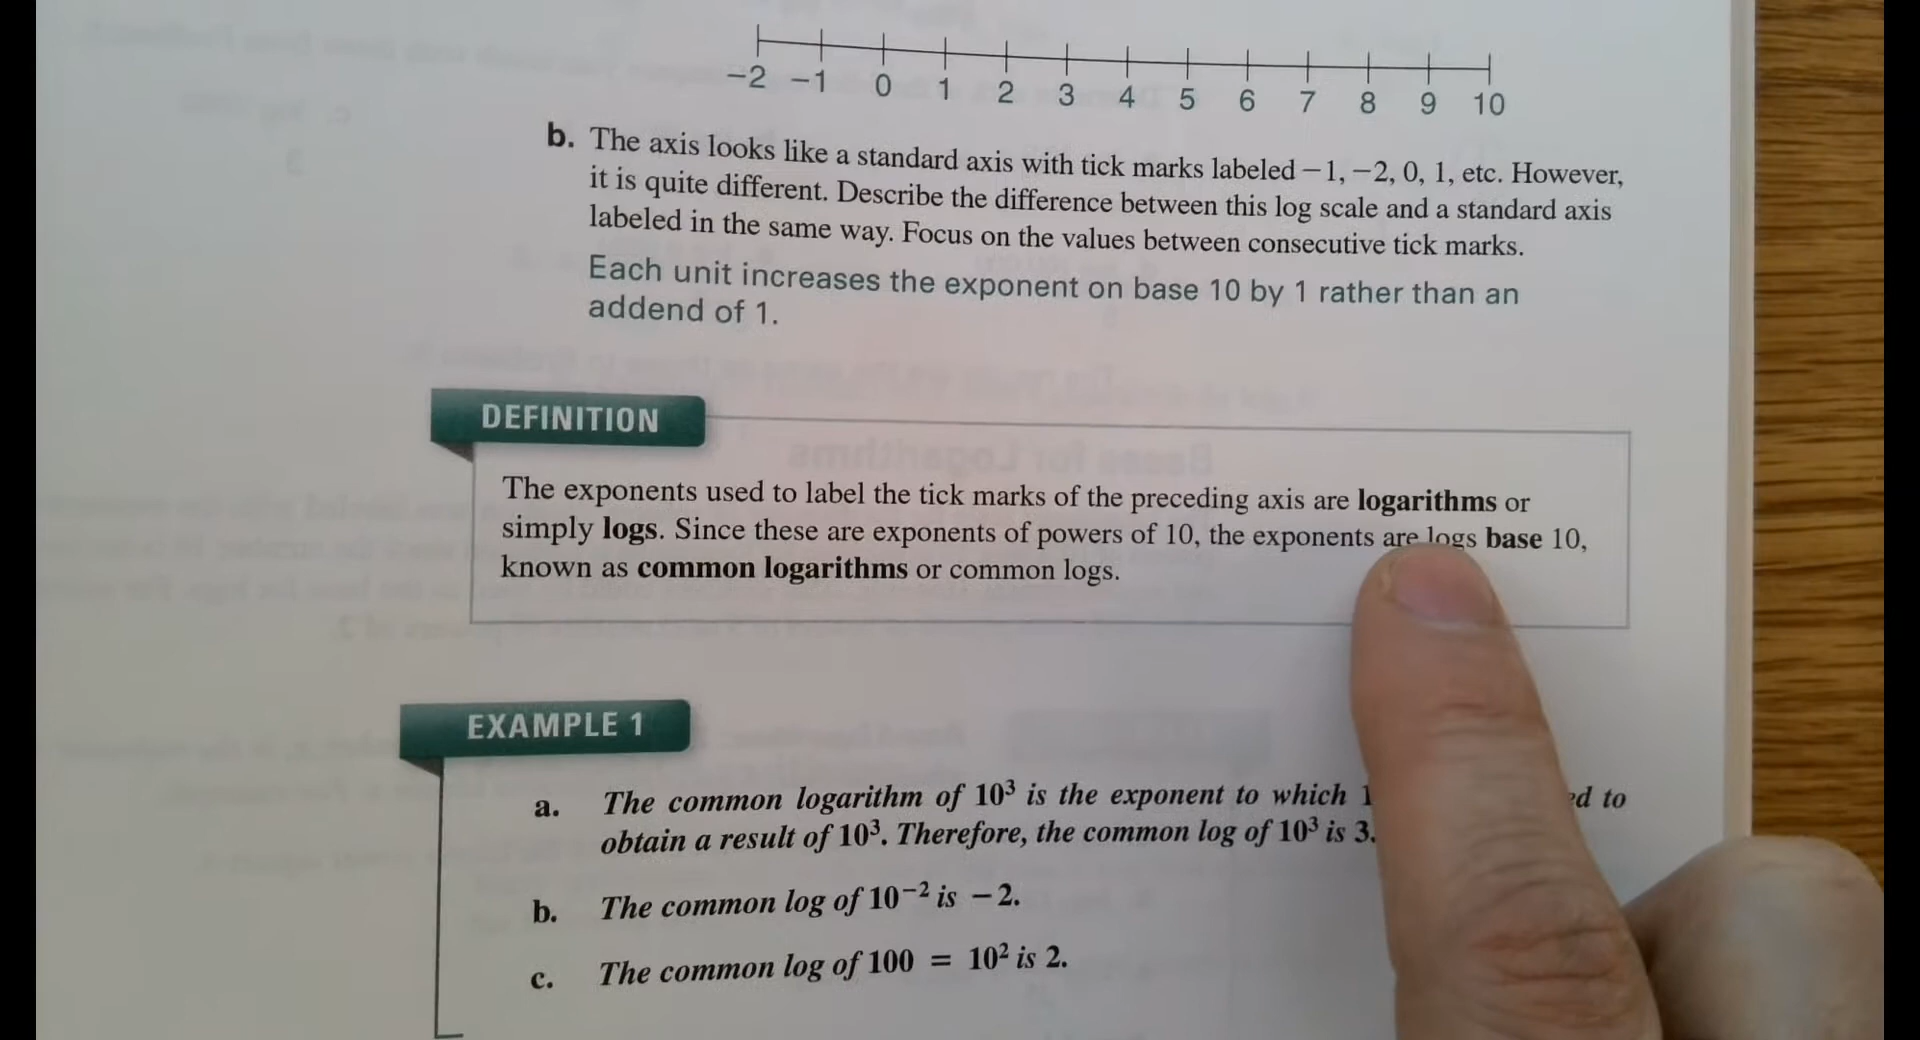 −2 −1 0 1 2 3 4 5 6 7 8 9 10
b. The axis looks like a standard axis with tick marks labeled −1, −2, 0, 1, etc. However,
it is quite different. Describe the difference between this log scale and a standard axis
labeled in the same way. Focus on the values between consecutive tick marks.
Each unit increases the exponent on base 10 by 1 rather than an
addend of 1.
DEFINITION
The exponents used to label the tick marks of the preceding axis are logarithms or
simply logs. Since these are exponents of powers of 10, the exponents are logs base 10,
known as common logarithms or common logs.
EXAMPLE 1
a. The common logarithm of 10³ is the exponent to which to
obtain a result of 10³. Therefore, the common log of 10³ is 3.
b. The common log of 10⁻² is −2.
c. The common log of 100 = 10² is 2.